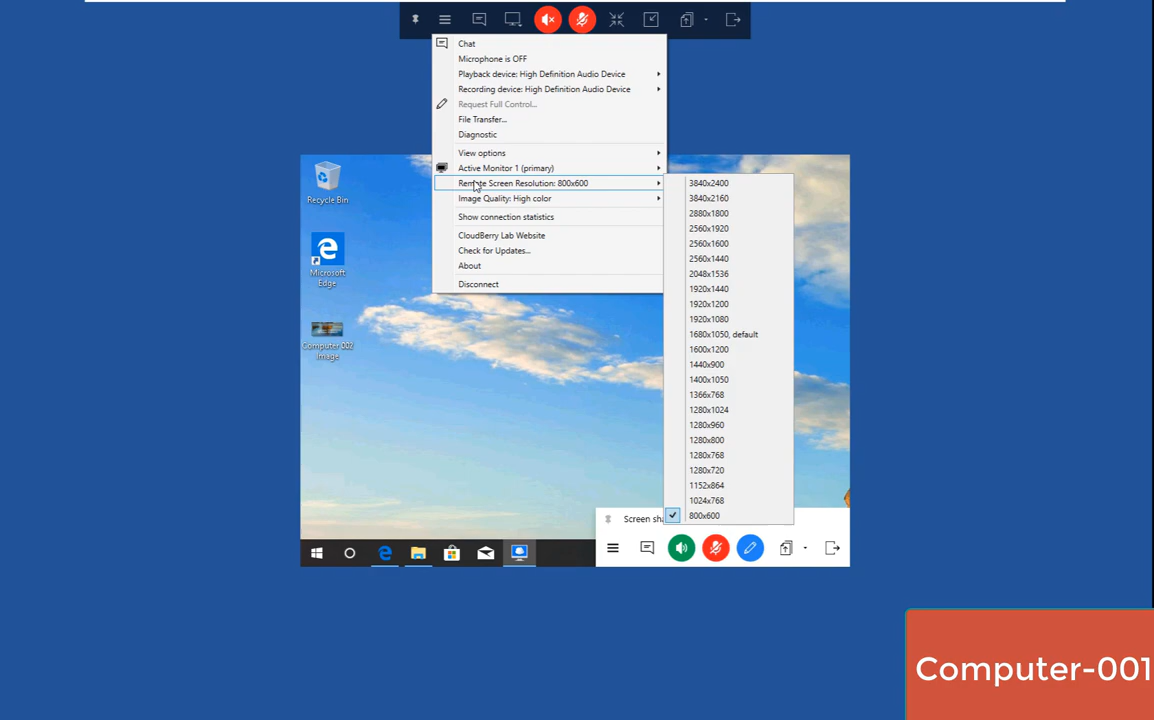 Chat
Microphone is OFF
Playback device: High Definition Audio Device
Recording device: High Definition Audio Device
Request Full Control...
File Transfer...
Diagnostic
View options
Active Monitor 1 (primary)
Remote Screen Resolution: 800x600
Image Quality: High color
Show connection statistics
CloudBerry Lab Website
Check for Updates...
About
Disconnect
3840x2400
3840x2160
2880x1800
2560x1920
2560x1600
2560x1440
2048x1536
1920x1440
1920x1200
1920x1080
1680x1050, default
1600x1200
1440x900
1400x1050
1366x768
1280x1024
1280x960
1280x800
1280x768
1280x720
1152x864
1024x768
800x600
Recycle Bin
Microsoft
Edge
Computer 002
Image
Screen sha
Computer-001